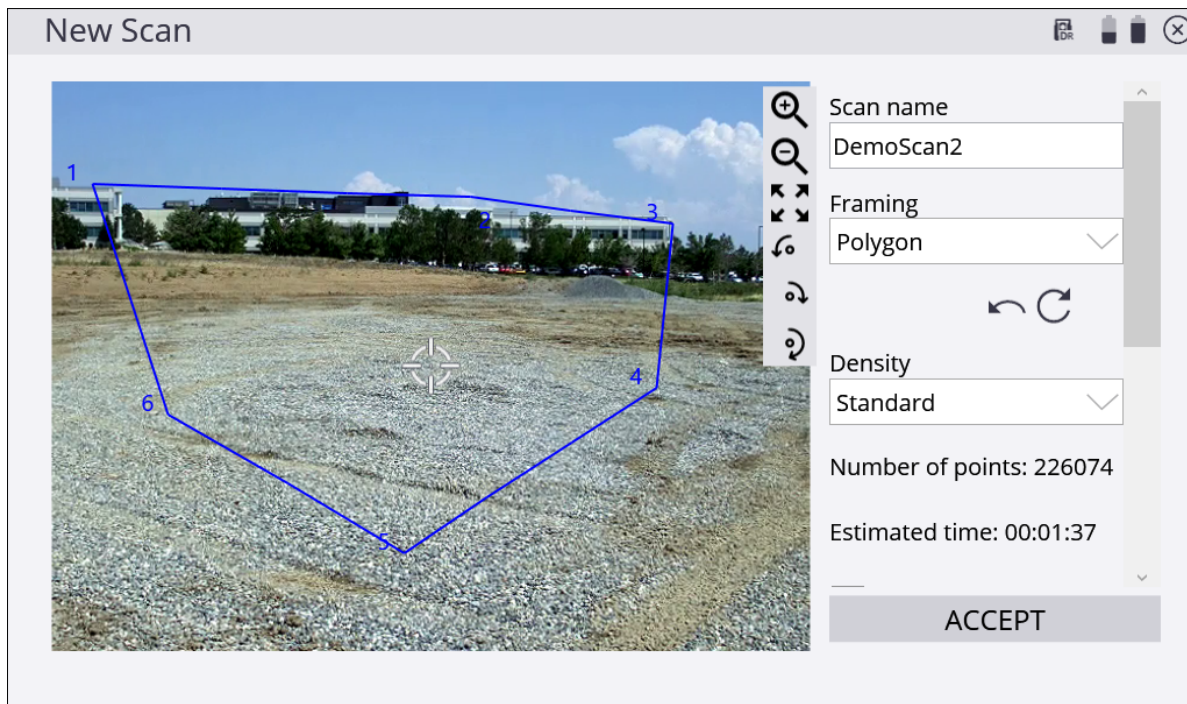 New Scan
DR
1
2
3
4
5
6
Scan name
DemoScan2
Framing
Polygon
Density
Standard
Number of points: 226074
Estimated time: 00:01:37
ACCEPT